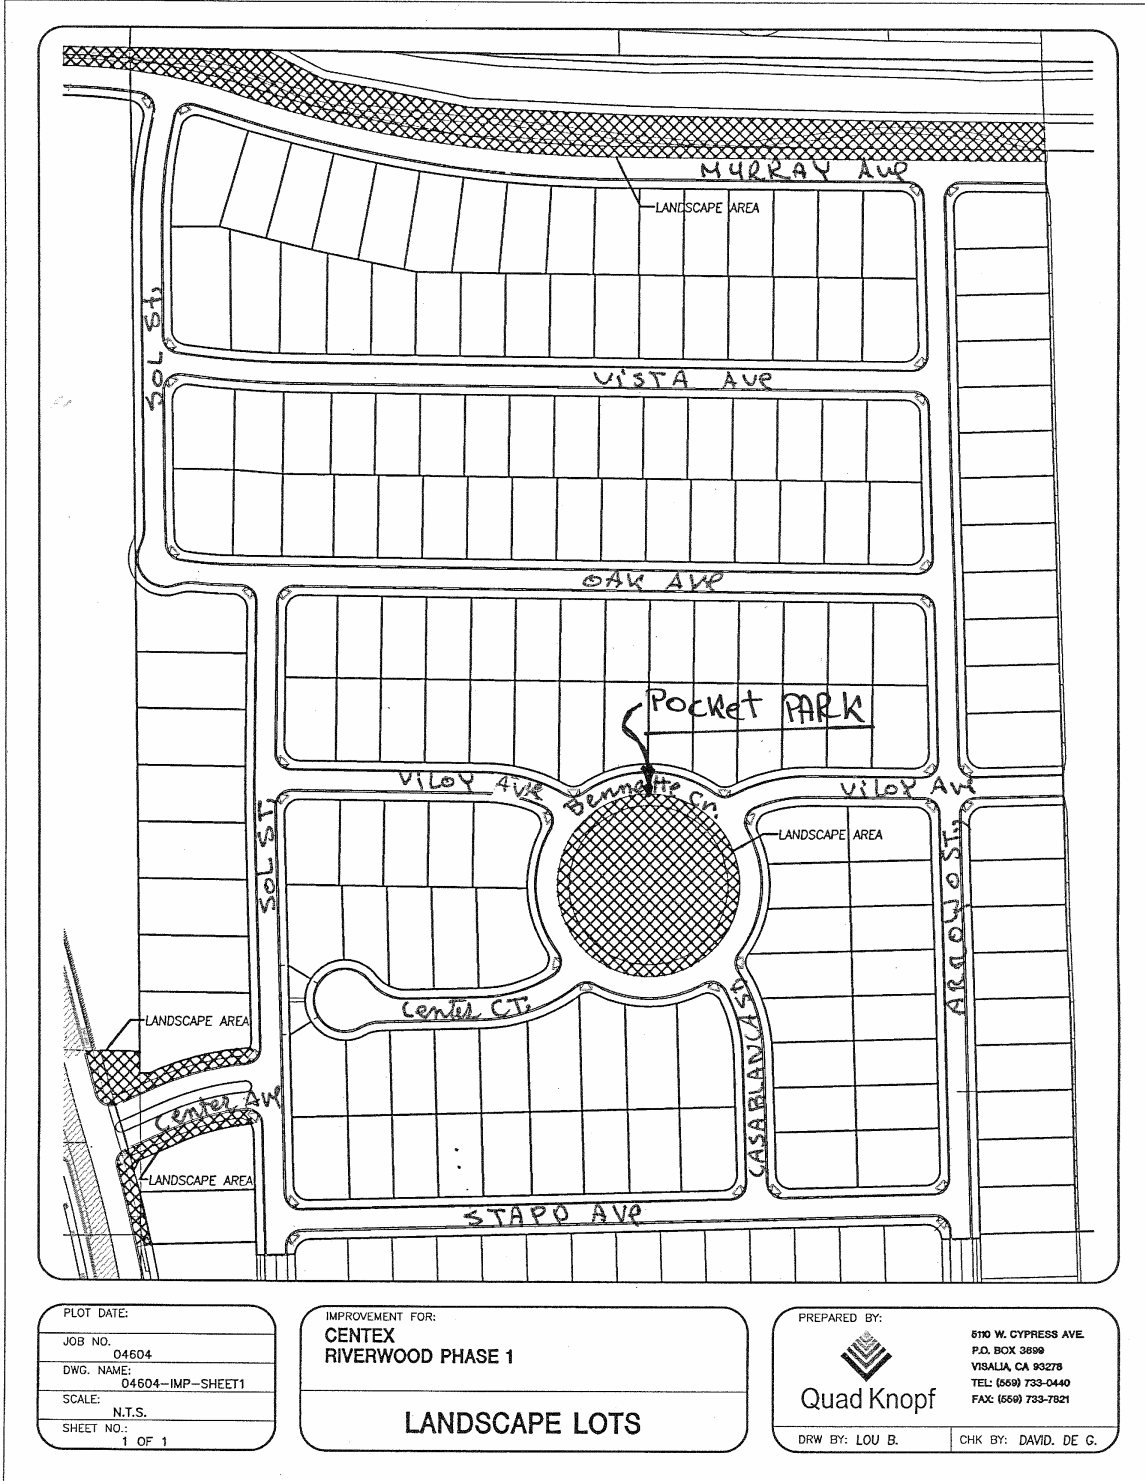 MURRAY AVE
LANDSCAPE AREA
SOL ST.
VISTA AVE
OAK AVE
POCKET PARK
VILOY AVE
Bennette Cr.
VILOY AVE
SOL ST.
LANDSCAPE AREA
ARROWO ST.
Center CT.
CASABLANCA ST
LANDSCAPE AREA
Center AVE
LANDSCAPE AREA
STAPP AVE
PLOT DATE:
JOB NO.
04604
DWG. NAME:
04604-IMP-SHEET1
SCALE:
N.T.S.
SHEET NO.:
1 OF 1
IMPROVEMENT FOR:
CENTEX
RIVERWOOD PHASE 1
LANDSCAPE LOTS
PREPARED BY:
Quad Knopf
5110 W. CYPRESS AVE.
P.O. BOX 3699
VISALIA, CA 93278
TEL: (559) 733-0440
FAX: (559) 733-7821
DRW BY: LOU B.
CHK BY: DAVID. DE G.